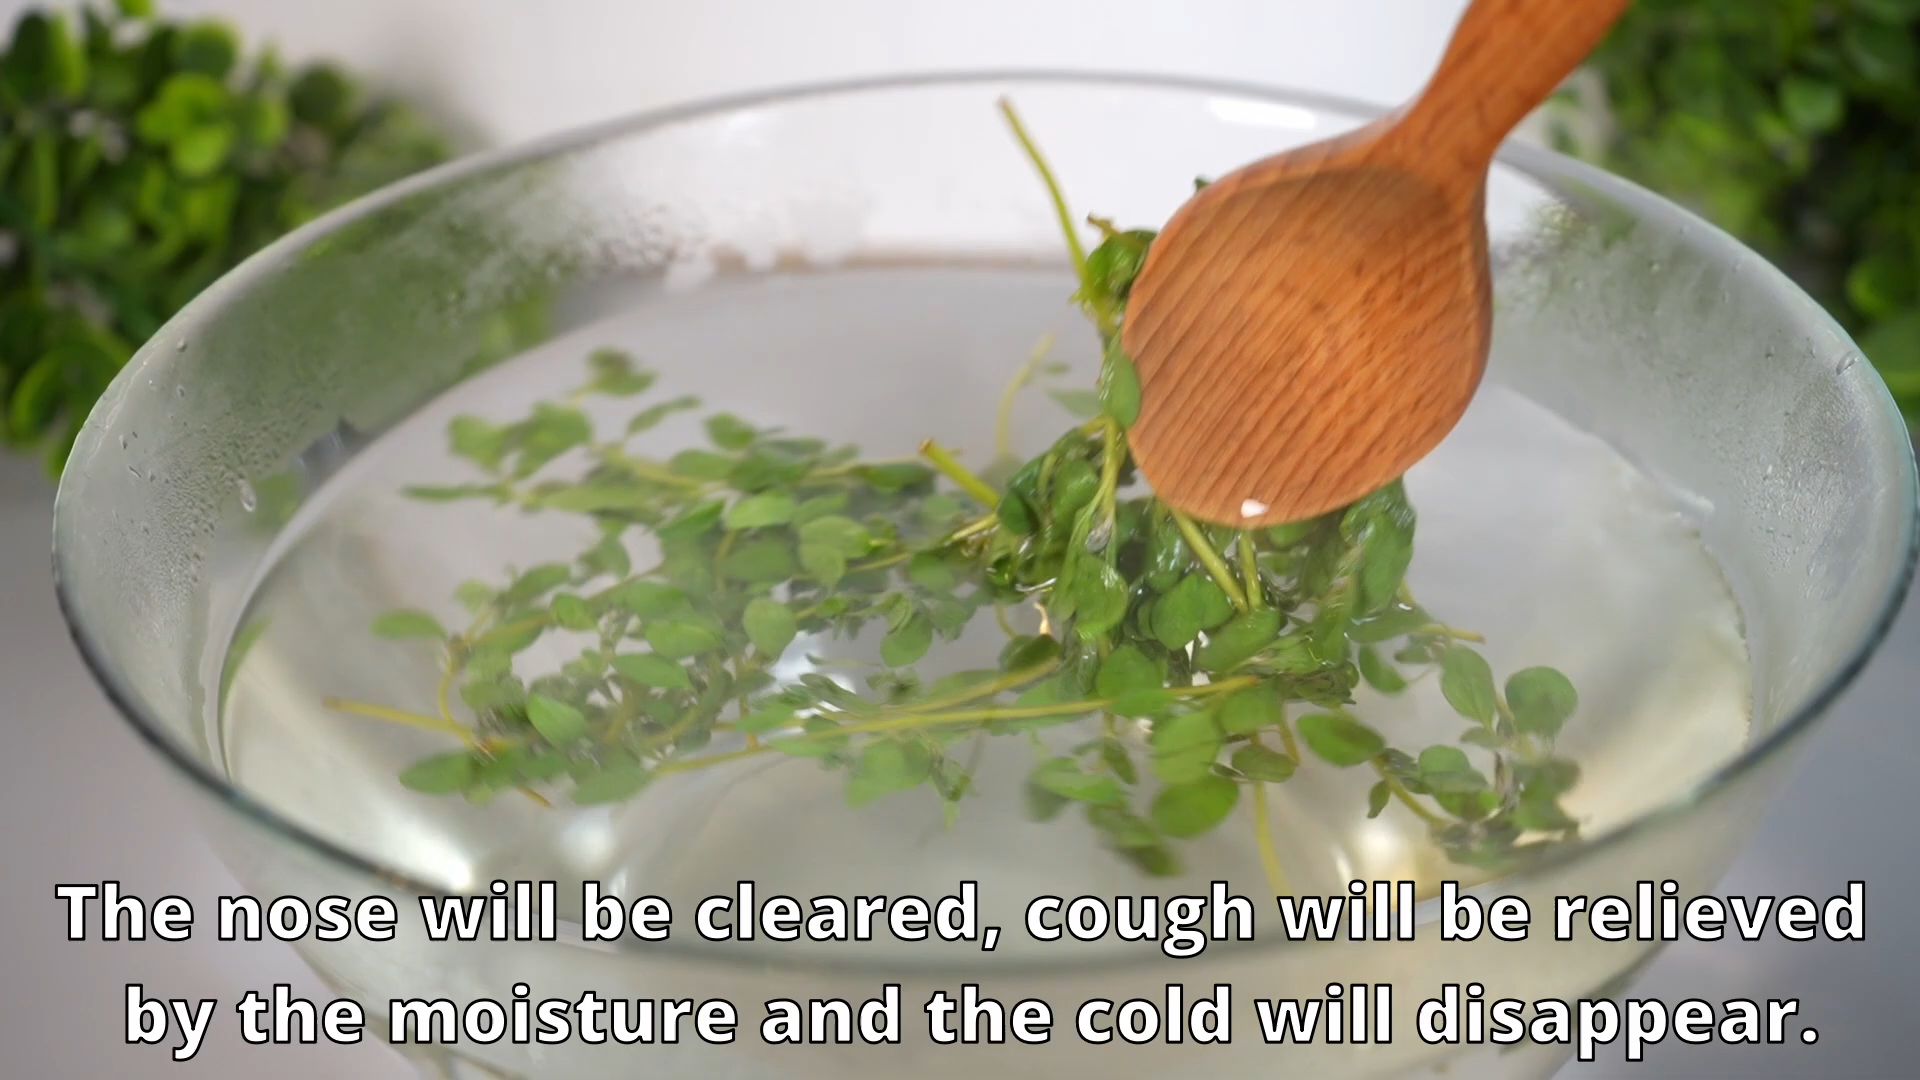 The nose will be cleared, cough will be relieved
by the moisture and the cold will disappear.